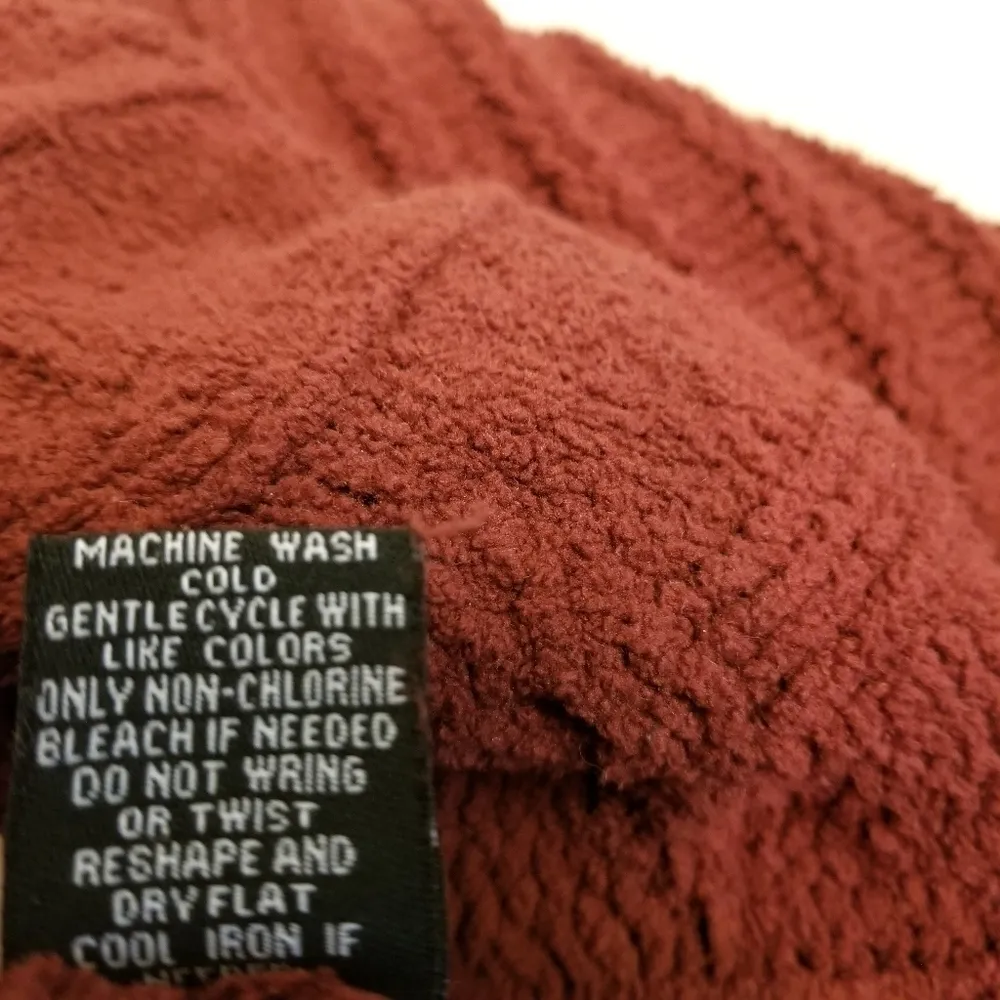 MACHINE WASH
COLD
GENTLE CYCLE WITH
LIKE COLORS
ONLY NON-CHLORINE
BLEACH IF NEEDED
DO NOT WRING
OR TWIST
RESHAPE AND
DRY FLAT
COOL IRON IF